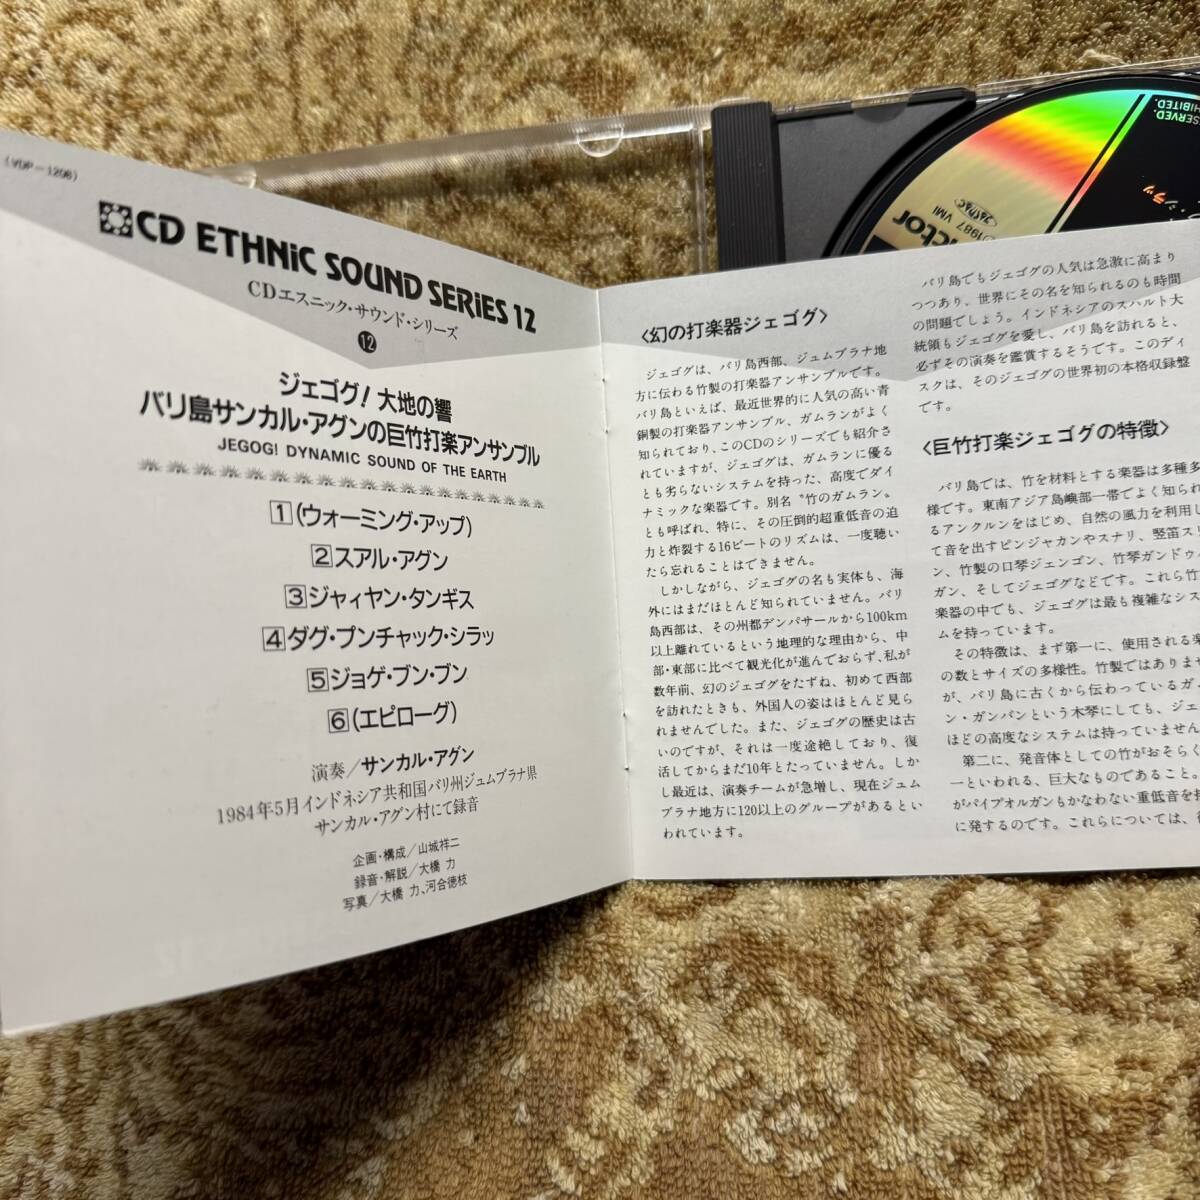 (VDP-1208)
CD ETHNiC SOUND SERiES 12
CDエスニック・サウンド・シリーズ
12
ジェゴグ! 大地の響
バリ島サンカル・アグンの巨竹打楽アンサンブル
JEGOG! DYNAMIC SOUND OF THE EARTH
1(ウォーミング・アップ)
2スアル・アグン
3ジャィヤン・タンギス
4ダグ・プンチャック・シラッ
5ジョゲ・ブン・ブン
6(エピローグ)
演奏/サンカル・アグン
1984年5月インドネシア共和国バリ州ジュムブラナ県
サンカル・アグン村にて録音
企画・構成/山城祥二
録音・解説/大橋 力
写真/大橋 力、河合徳枝
〈幻の打楽器ジェゴグ〉
ジェゴグは、バリ島西部、ジュムブラナ地
方に伝わる竹製の打楽器アンサンブルです。
バリ島といえば、最近世界的に人気の高い青
銅製の打楽器アンサンブル、ガムランがよく
知られており、このCDのシリーズでも紹介さ
れていますが、ジェゴグは、ガムランに優る
とも劣らないシステムを持った、高度でダイ
ナミックな楽器です。別名〝竹のガムラン〟
とも呼ばれ、特に、その圧倒的超重低音の迫
力と炸裂する16ビートのリズムは、一度聴い
たら忘れることはできません。
しかしながら、ジェゴグの名も実体も、海
外にはまだほとんど知られていません。バリ
島西部は、その州都デンパサールから100km
以上離れているという地理的な理由から、中
部・東部に比べて観光化が進んでおらず、私が
数年前、幻のジェゴグをたずね、初めて西部
を訪れたときも、外国人の姿はほとんど見ら
れませんでした。また、ジェゴグの歴史は古
いのですが、それは一度途絶しており、復
活してからまだ10年とたっていません。しか
し最近は、演奏チームが急増し、現在ジュム
ブラナ地方に120以上のグループがあるとい
われています。
バリ島でもジェゴグの人気は急激に高まり
つつあり、世界にその名を知られるのも時間
の問題でしょう。インドネシアのスハルト大
統領もジェゴグを愛し、バリ島を訪れると、
必ずその演奏を鑑賞するそうです。このディ
スクは、そのジェゴグの世界初の本格収録盤
です。
〈巨竹打楽ジェゴグの特徴〉
バリ島では、竹を材料とする楽器は多種多
様です。東南アジア島嶼部一帯でよく知られ
るアンクルンをはじめ、自然の風力を利用し
て音を出すピンジャカンやスナリ、竪笛スリ
ン、竹製の口琴ジェンゴン、竹琴ガンドゥ
ガン、そしてジェゴグなどです。これら竹
楽器の中でも、ジェゴグは最も複雑なシス
ムを持っています。
その特徴は、まず第一に、使用される楽
の数とサイズの多様性。竹製ではありませ
が、バリ島に古くから伝わっているガ
ン・ガンバンという木琴にしても、ジェ
ほどの高度なシステムは持っていません
第二に、発音体としての竹がおそらく
一といわれる、巨大なものであること。
がパイプオルガンもかなわない重低音を
に発するのです。これらについては、
SERVED.
HIBITED.
シラッ
ictor
Ⓟ1987 VMI
JASRAC